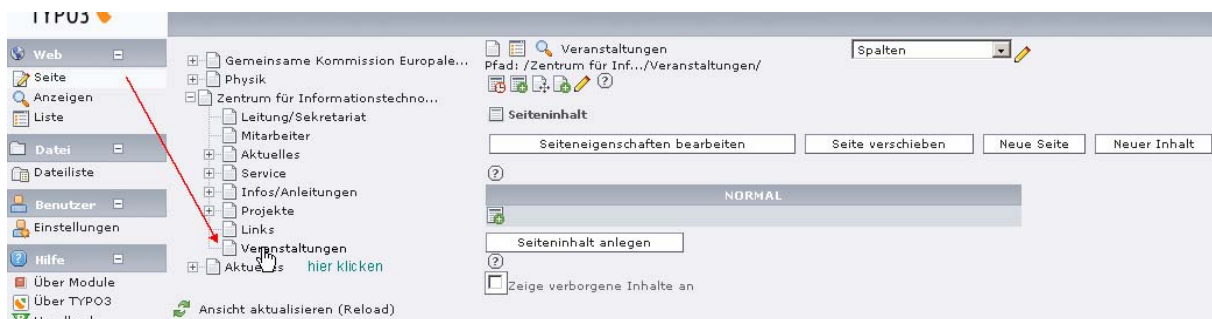 TYPO3
Web
Seite
Anzeigen
Liste
Datei
Dateiliste
Benutzer
Einstellungen
Hilfe
Über Module
Über TYPO3
Gemeinsame Kommission Europale...
Physik
Zentrum für Informationstechno...
Leitung/Sekretariat
Mitarbeiter
Aktuelles
Service
Infos/Anleitungen
Projekte
Links
Veranstaltungen
Aktuelles hier klicken
Ansicht aktualisieren (Reload)
Veranstaltungen
Spalten
Pfad: /Zentrum für Inf.../Veranstaltungen/
Seiteninhalt
Seiteneigenschaften bearbeiten
Seite verschieben
Neue Seite
Neuer Inhalt
NORMAL
Seiteninhalt anlegen
Zeige verborgene Inhalte an